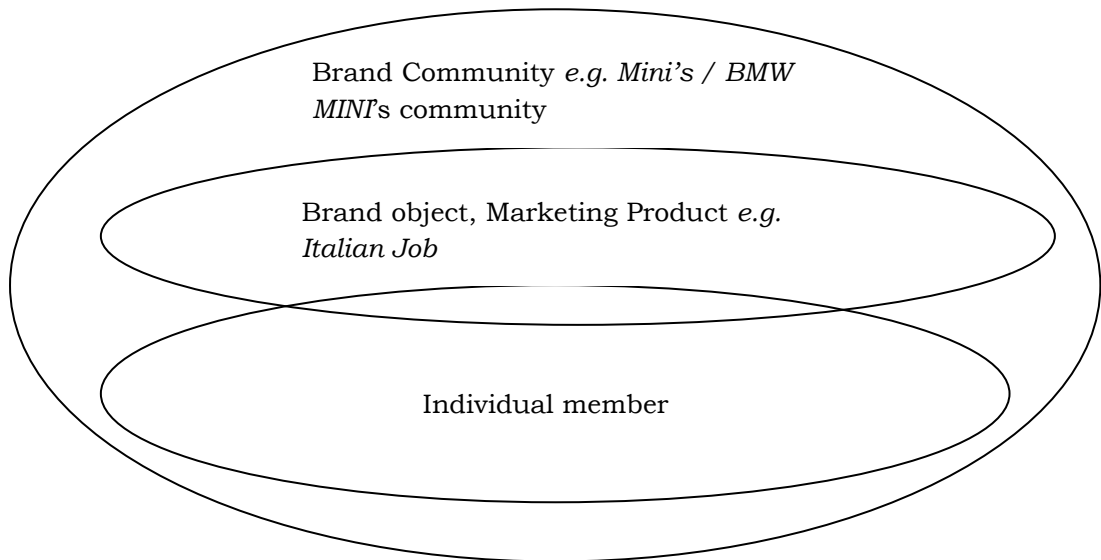 Brand Community e.g. Mini’s / BMW
MINI’s community
Brand object, Marketing Product e.g.
Italian Job
Individual member